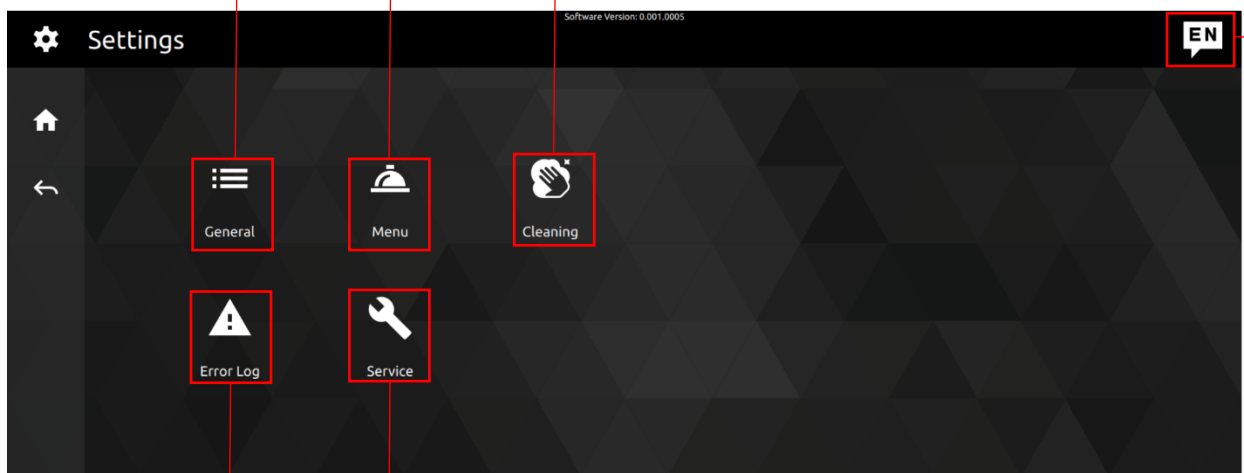 Software Version: 0.001.0005
Settings
EN
General
Menu
Cleaning
Error Log
Service